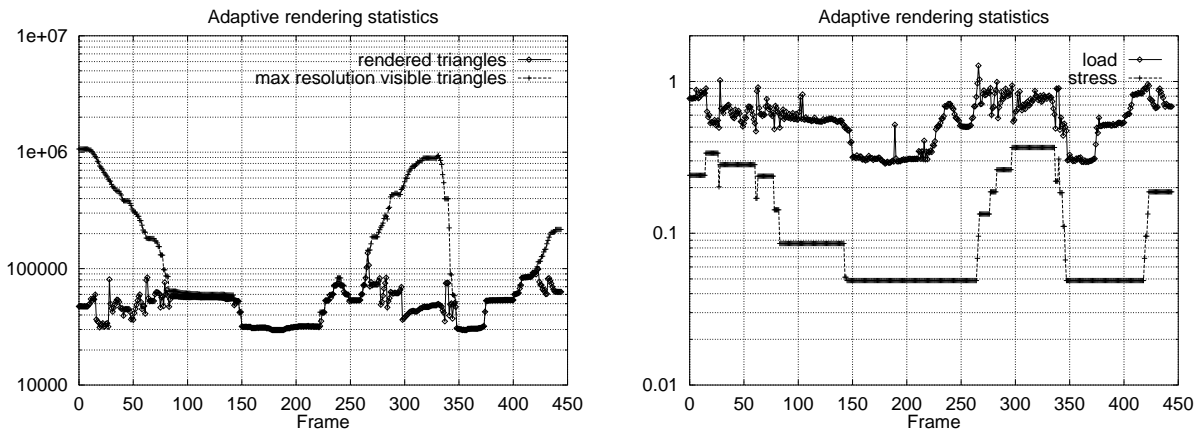 Adaptive rendering statistics
1e+07
1e+06
100000
10000
rendered triangles
max resolution visible triangles
0 50 100 150 200 250 300 350 400 450
Frame
Adaptive rendering statistics
1
0.1
0.01
load
stress
0 50 100 150 200 250 300 350 400 450
Frame